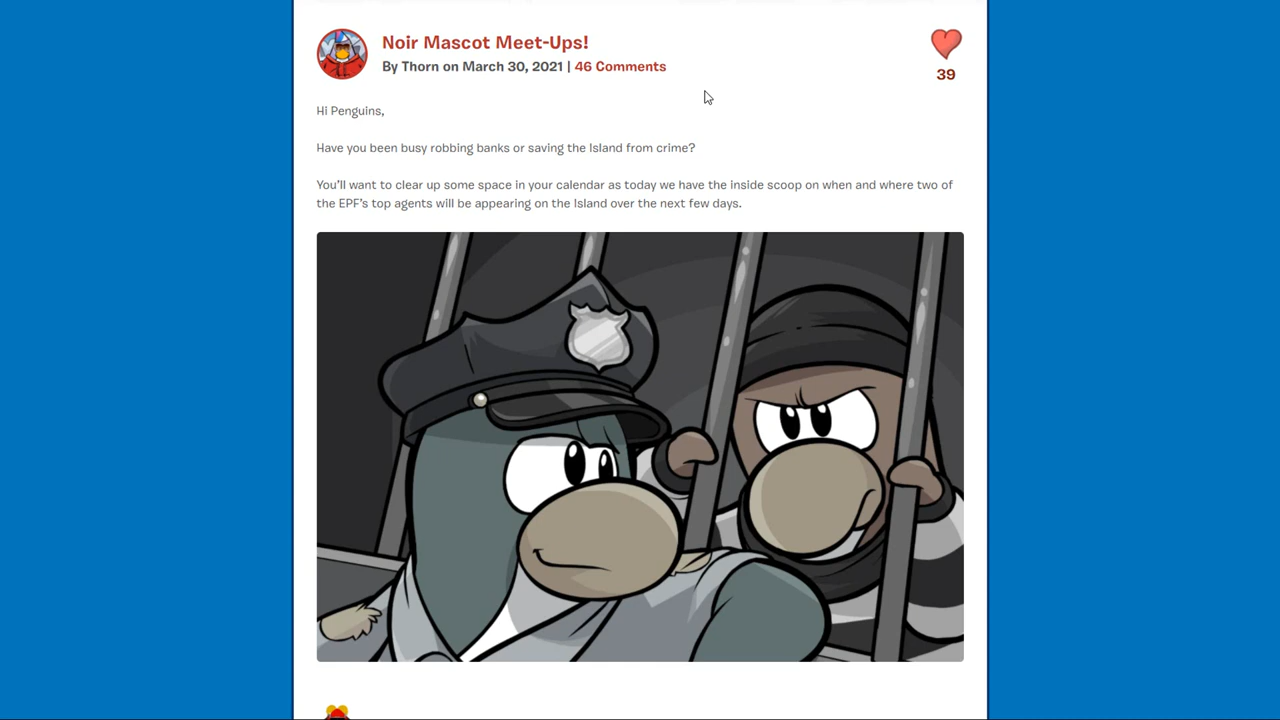 Noir Mascot Meet-Ups!
By Thorn on March 30, 2021 | 46 Comments
39
Hi Penguins,
Have you been busy robbing banks or saving the Island from crime?
You'll want to clear up some space in your calendar as today we have the inside scoop on when and where two of
the EPF's top agents will be appearing on the Island over the next few days.